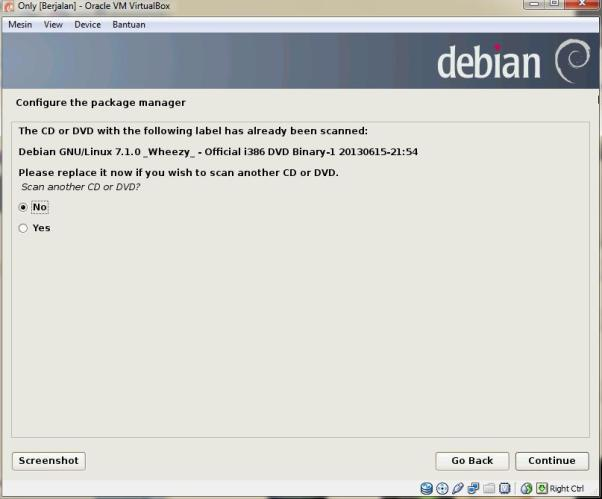 Only [Berjalan] - Oracle VM VirtualBox
Mesin View Device Bantuan
debian
Configure the package manager
The CD or DVD with the following label has already been scanned:
Debian GNU/Linux 7.1.0 _Wheezy_ - Official i386 DVD Binary-1 20130615-21:54
Please replace it now if you wish to scan another CD or DVD.
Scan another CD or DVD?
No
Yes
Screenshot Go Back Continue
Right Ctrl